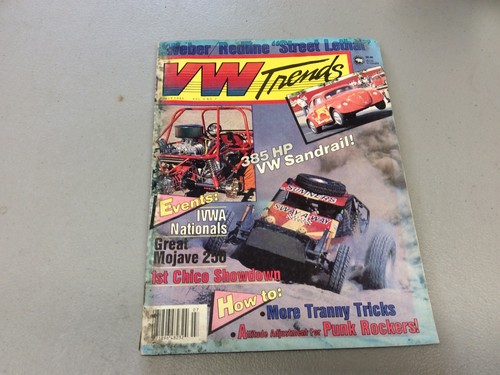 Weber/Redline "Street Lethal"
VW Trends
385 HP
VW Sandrail!
SUMNERS
Events:
IVWA
Nationals
Great
Mojave 250
1st Chico Showdown
How to:
•More Tranny Tricks
•Attitude Adjustment For Punk Rockers!